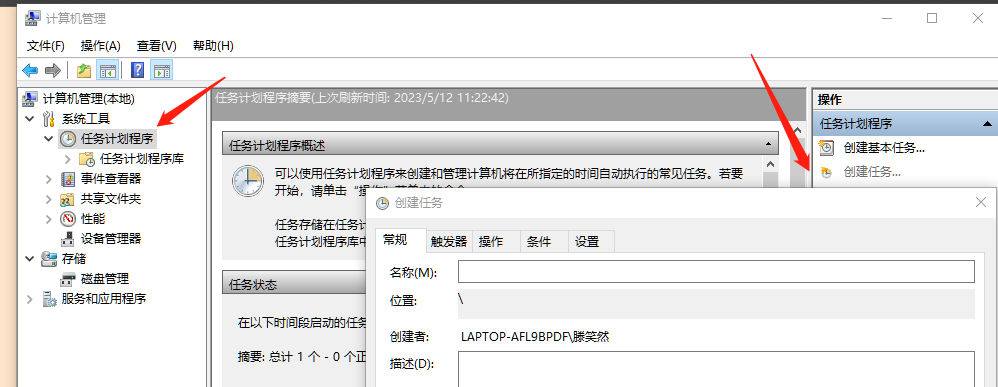 计算机管理
文件(F) 操作(A) 查看(V) 帮助(H)
计算机管理(本地)
系统工具
任务计划程序
任务计划程序库
事件查看器
共享文件夹
性能
设备管理器
存储
磁盘管理
服务和应用程序
任务计划程序摘要(上次刷新时间: 2023/5/12 11:22:42)
任务计划程序概述
可以使用任务计划程序来创建和管理计算机将在所指定的时间自动执行的常见任务。若要
开始，请单击“操作”菜单中的命令
任务存储在任务计
任务计划程序库中
任务状态
在以下时间段启动的任务
摘要: 总计 1 个 - 0 个正
操作
任务计划程序
创建基本任务...
创建任务...
创建任务
常规 触发器 操作 条件 设置
名称(M):
位置: \
创建者: LAPTOP-AFL9BPDF\滕笑然
描述(D):